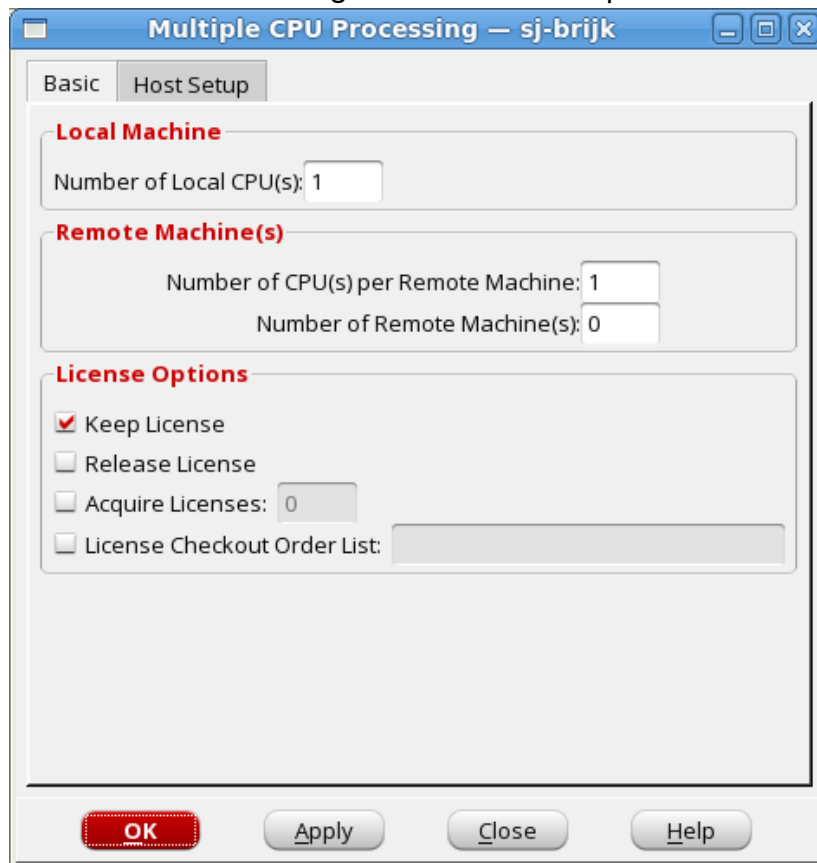 Multiple CPU Processing — sj-brijk
Basic Host Setup
Local Machine
Number of Local CPU(s): 1
Remote Machine(s)
Number of CPU(s) per Remote Machine: 1
Number of Remote Machine(s): 0
License Options
Keep License
Release License
Acquire Licenses: 0
License Checkout Order List:
OK Apply Close Help